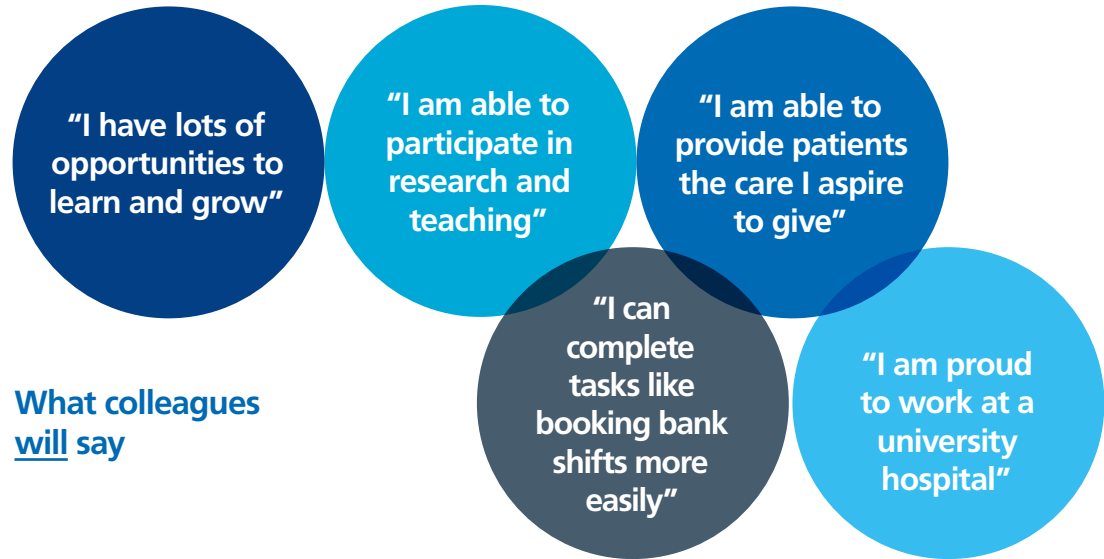 “I have lots of
opportunities to
learn and grow”
“I am able to
participate in
research and
teaching”
“I am able to
provide patients
the care I aspire
to give”
“I can
complete
tasks like
booking bank
shifts more
easily”
“I am proud
to work at a
university
hospital”
What colleagues
will say